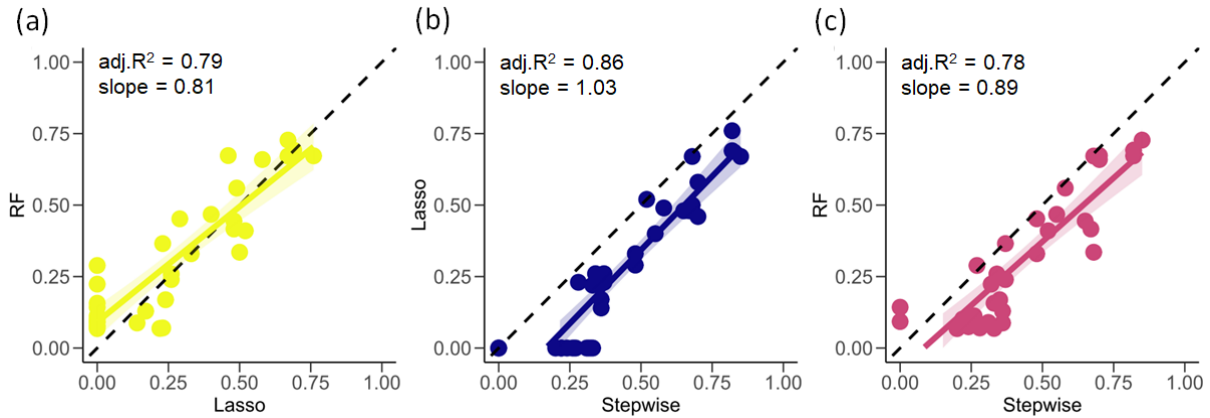 (a)
adj.R² = 0.79
slope = 0.81
1.00
0.75
0.50
0.25
0.00
RF
0.00 0.25 0.50 0.75 1.00
Lasso
(b)
adj.R² = 0.86
slope = 1.03
1.00
0.75
0.50
0.25
0.00
Lasso
0.00 0.25 0.50 0.75 1.00
Stepwise
(c)
adj.R² = 0.78
slope = 0.89
1.00
0.75
0.50
0.25
0.00
RF
0.00 0.25 0.50 0.75 1.00
Stepwise